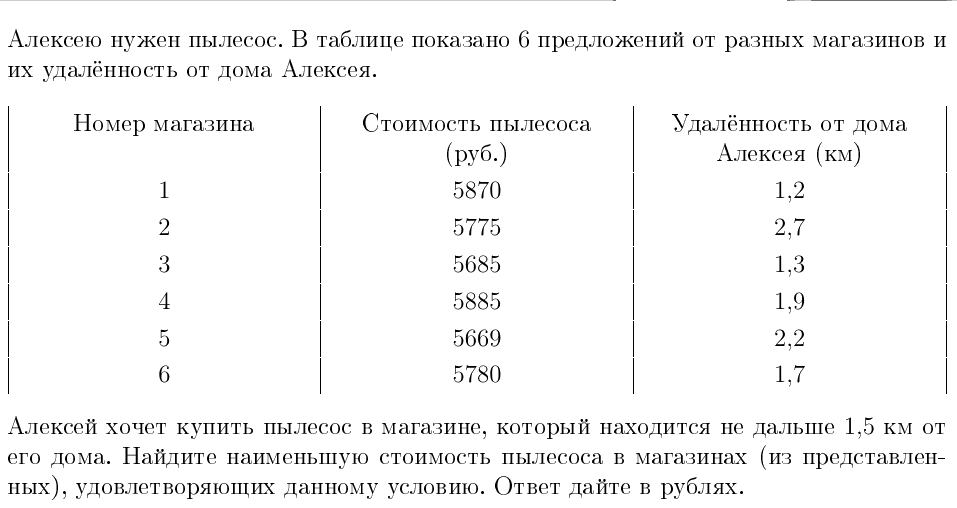 Алексею нужен пылесос. В таблице показано 6 предложений от разных магазинов и
их удалённость от дома Алексея.
Номер магазина Стоимость пылесоса (руб.) Удалённость от дома Алексея (км)
1 5870 1,2
2 5775 2,7
3 5685 1,3
4 5885 1,9
5 5669 2,2
6 5780 1,7
Алексей хочет купить пылесос в магазине, который находится не дальше 1,5 км от
его дома. Найдите наименьшую стоимость пылесоса в магазинах (из представлен-
ных), удовлетворяющих данному условию. Ответ дайте в рублях.